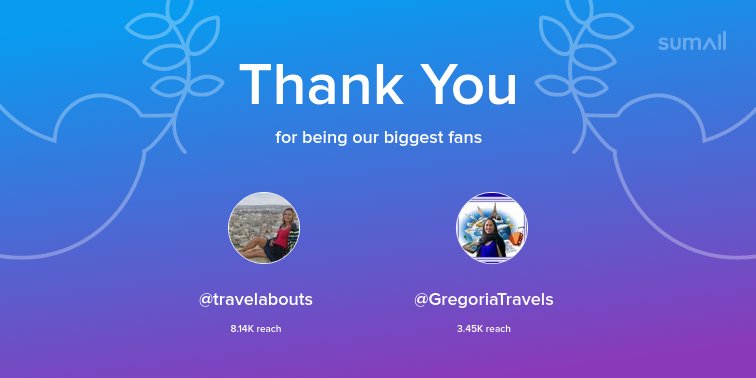 sumall
Thank You
for being our biggest fans
@travelabouts
@GregoriaTravels
8.14K reach
3.45K reach